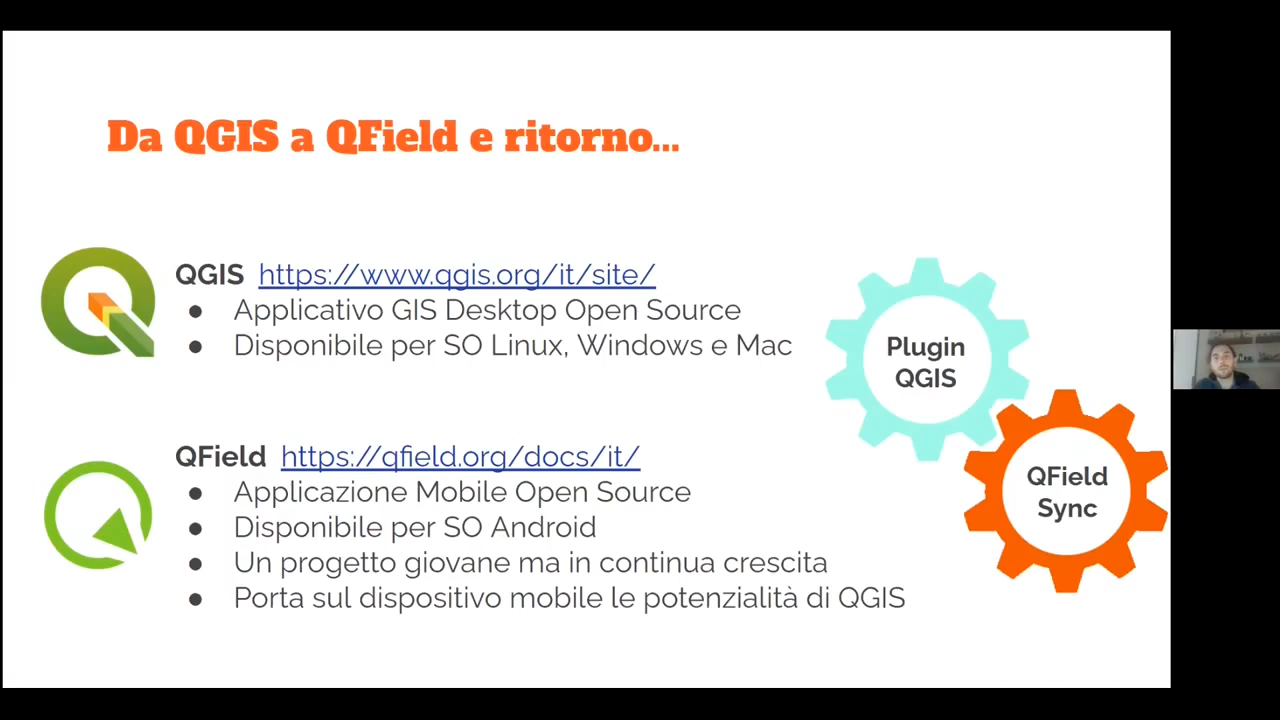 Da QGIS a QField e ritorno...
QGIS https://www.qgis.org/it/site/
● Applicativo GIS Desktop Open Source
● Disponibile per SO Linux, Windows e Mac
Plugin
QGIS
QField https://qfield.org/docs/it/
● Applicazione Mobile Open Source
● Disponibile per SO Android
● Un progetto giovane ma in continua crescita
● Porta sul dispositivo mobile le potenzialità di QGIS
QField
Sync